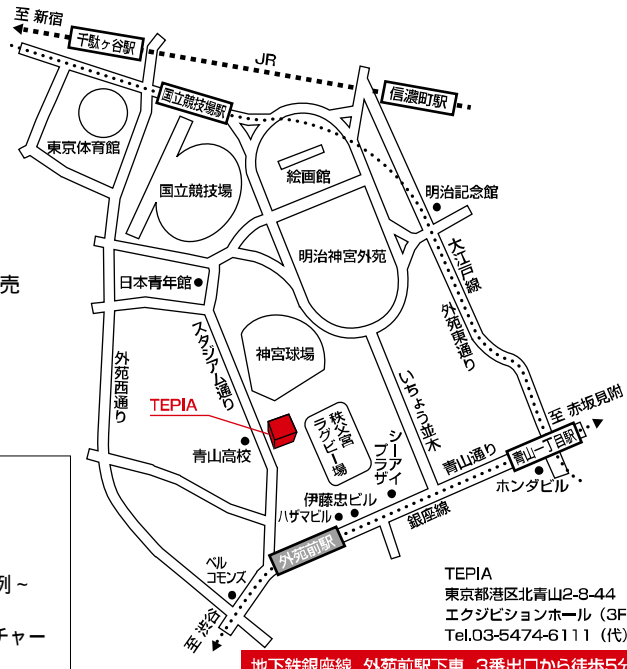 至 新宿
千駄ヶ谷駅
JR
信濃町駅
国立競技場駅
東京体育館
国立競技場
絵画館
明治記念館
明治神宮外苑
大江戸線
外苑東通り
売
日本青年館
スタジアム通り
神宮球場
外苑西通り
いちょう並木
TEPIA
秩父宮
ラグビー場
シーアイ
プラザ
青山通り
至 赤坂見附
青山一丁目駅
青山高校
伊藤忠ビル
ハザマビル
銀座線
ホンダビル
外苑前駅
ベル
コモンズ
至 渋谷
列~
チャー
TEPIA
東京都港区北青山2-8-44
エクジビションホール(3F
Tel.03-5474-6111(代)
地下鉄銀座線 外苑前駅下車 3番出口から徒歩5分